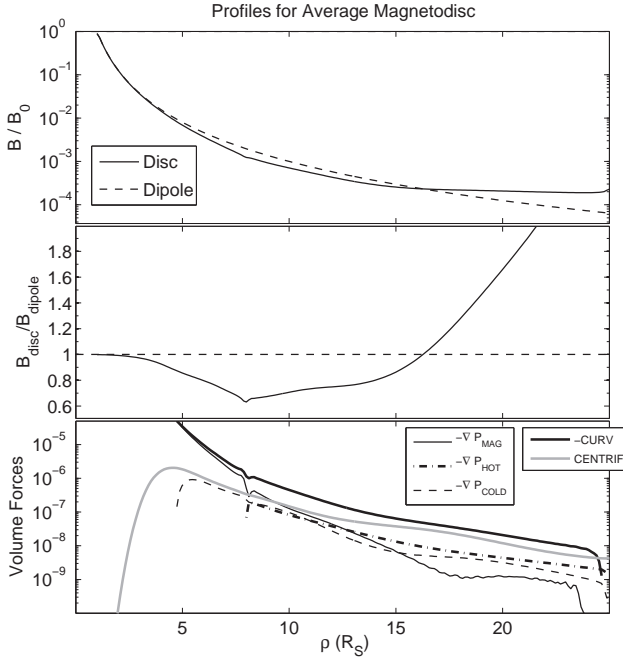 Profiles for Average Magnetodisc
10^0
10^-1
10^-2
10^-3
10^-4
B / B_0
Disc
Dipole
1.8
1.6
1.4
1.2
1
0.8
0.6
B_disc/B_dipole
10^-5
10^-6
10^-7
10^-8
10^-9
Volume Forces
-∇ P_MAG
-∇ P_HOT
-∇ P_COLD
-CURV
CENTRIF
5 10 15 20
ρ (R_S)